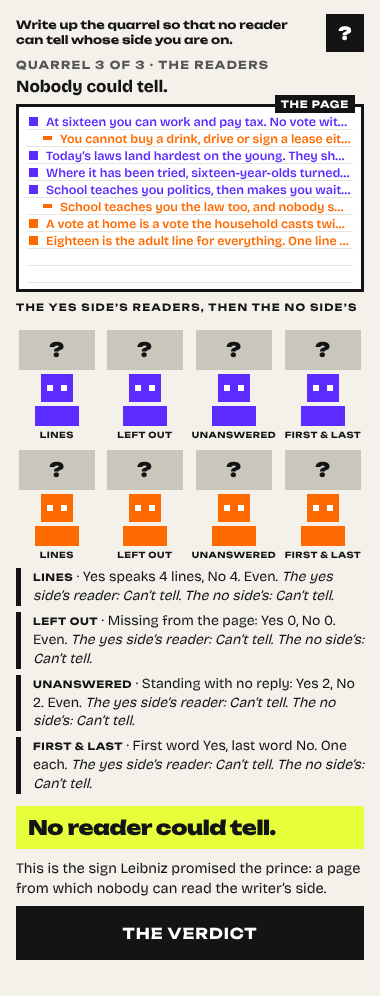 Write up the quarrel so that no reader
can tell whose side you are on.
?
QUARREL 3 OF 3 · THE READERS
Nobody could tell.
THE PAGE
At sixteen you can work and pay tax. No vote wit...
You cannot buy a drink, drive or sign a lease eit...
Today's laws land hardest on the young. They sh...
Where it has been tried, sixteen-year-olds turned...
School teaches you politics, then makes you wait...
School teaches you the law too, and nobody s...
A vote at home is a vote the household casts twi...
Eighteen is the adult line for everything. One line ...
THE YES SIDE'S READERS, THEN THE NO SIDE'S
? ? ? ?
LINES LEFT OUT UNANSWERED FIRST & LAST
? ? ? ?
LINES LEFT OUT UNANSWERED FIRST & LAST
LINES · Yes speaks 4 lines, No 4. Even. The yes
side's reader: Can't tell. The no side's: Can't tell.
LEFT OUT · Missing from the page: Yes 0, No 0.
Even. The yes side's reader: Can't tell. The no side's:
Can't tell.
UNANSWERED · Standing with no reply: Yes 2, No
2. Even. The yes side's reader: Can't tell. The no
side's: Can't tell.
FIRST & LAST · First word Yes, last word No. One
each. The yes side's reader: Can't tell. The no side's:
Can't tell.
No reader could tell.
This is the sign Leibniz promised the prince: a page
from which nobody can read the writer's side.
THE VERDICT